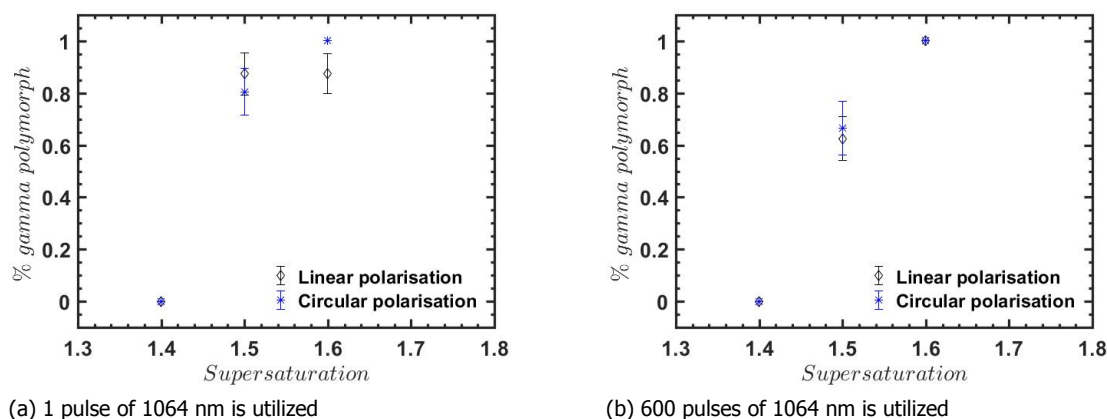 % gamma polymorph
1
0.8
0.6
0.4
0.2
0
Linear polarisation
Circular polarisation
1.3 1.4 1.5 1.6 1.7 1.8
Supersaturation
(a) 1 pulse of 1064 nm is utilized
% gamma polymorph
1
0.8
0.6
0.4
0.2
0
Linear polarisation
Circular polarisation
1.3 1.4 1.5 1.6 1.7 1.8
Supersaturation
(b) 600 pulses of 1064 nm is utilized